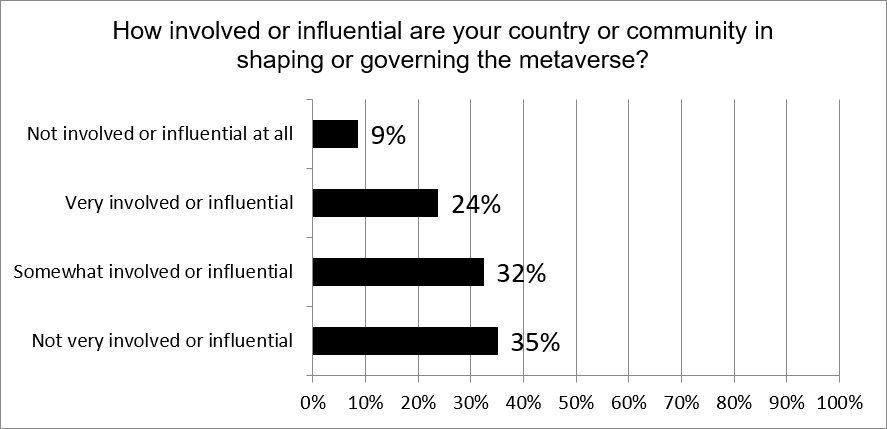 How involved or influential are your country or community in
shaping or governing the metaverse?
Not involved or influential at all 9%
Very involved or influential 24%
Somewhat involved or influential 32%
Not very involved or influential 35%
0% 10% 20% 30% 40% 50% 60% 70% 80% 90% 100%